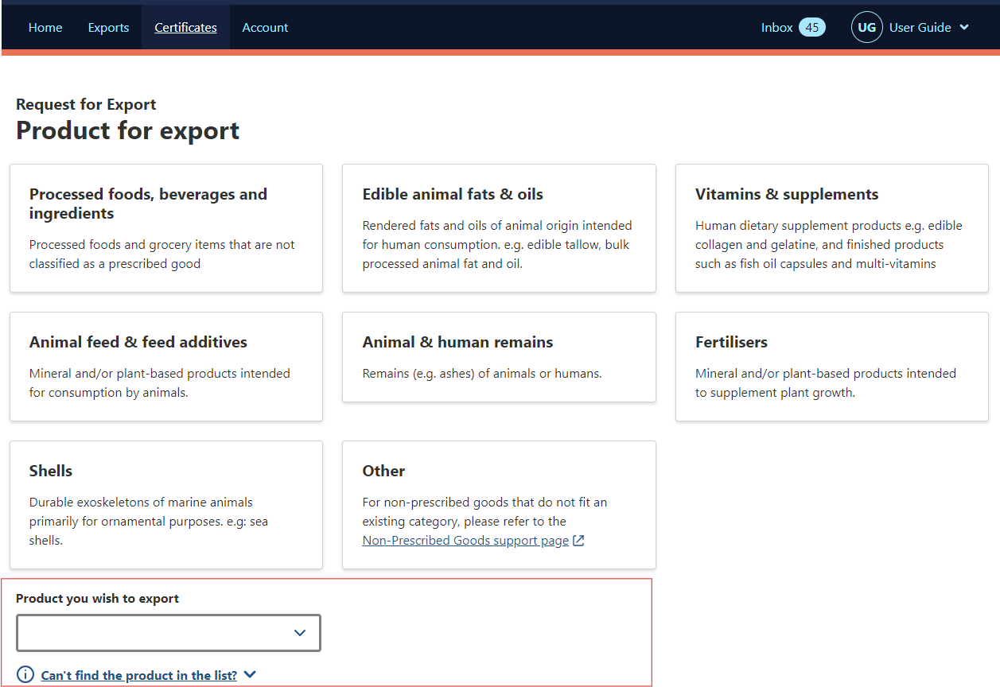 Home Exports Certificates Account Inbox 45 UG User Guide
Request for Export
Product for export
Processed foods, beverages and
ingredients
Processed foods and grocery items that are not
classified as a prescribed good
Edible animal fats & oils
Rendered fats and oils of animal origin intended
for human consumption. e.g. edible tallow, bulk
processed animal fat and oil.
Vitamins & supplements
Human dietary supplement products e.g. edible
collagen and gelatine, and finished products
such as fish oil capsules and multi-vitamins
Animal feed & feed additives
Mineral and/or plant-based products intended
for consumption by animals.
Animal & human remains
Remains (e.g. ashes) of animals or humans.
Fertilisers
Mineral and/or plant-based products intended
to supplement plant growth.
Shells
Durable exoskeletons of marine animals
primarily for ornamental purposes. e.g: sea
shells.
Other
For non-prescribed goods that do not fit an
existing category, please refer to the
Non-Prescribed Goods support page
Product you wish to export
Can't find the product in the list?